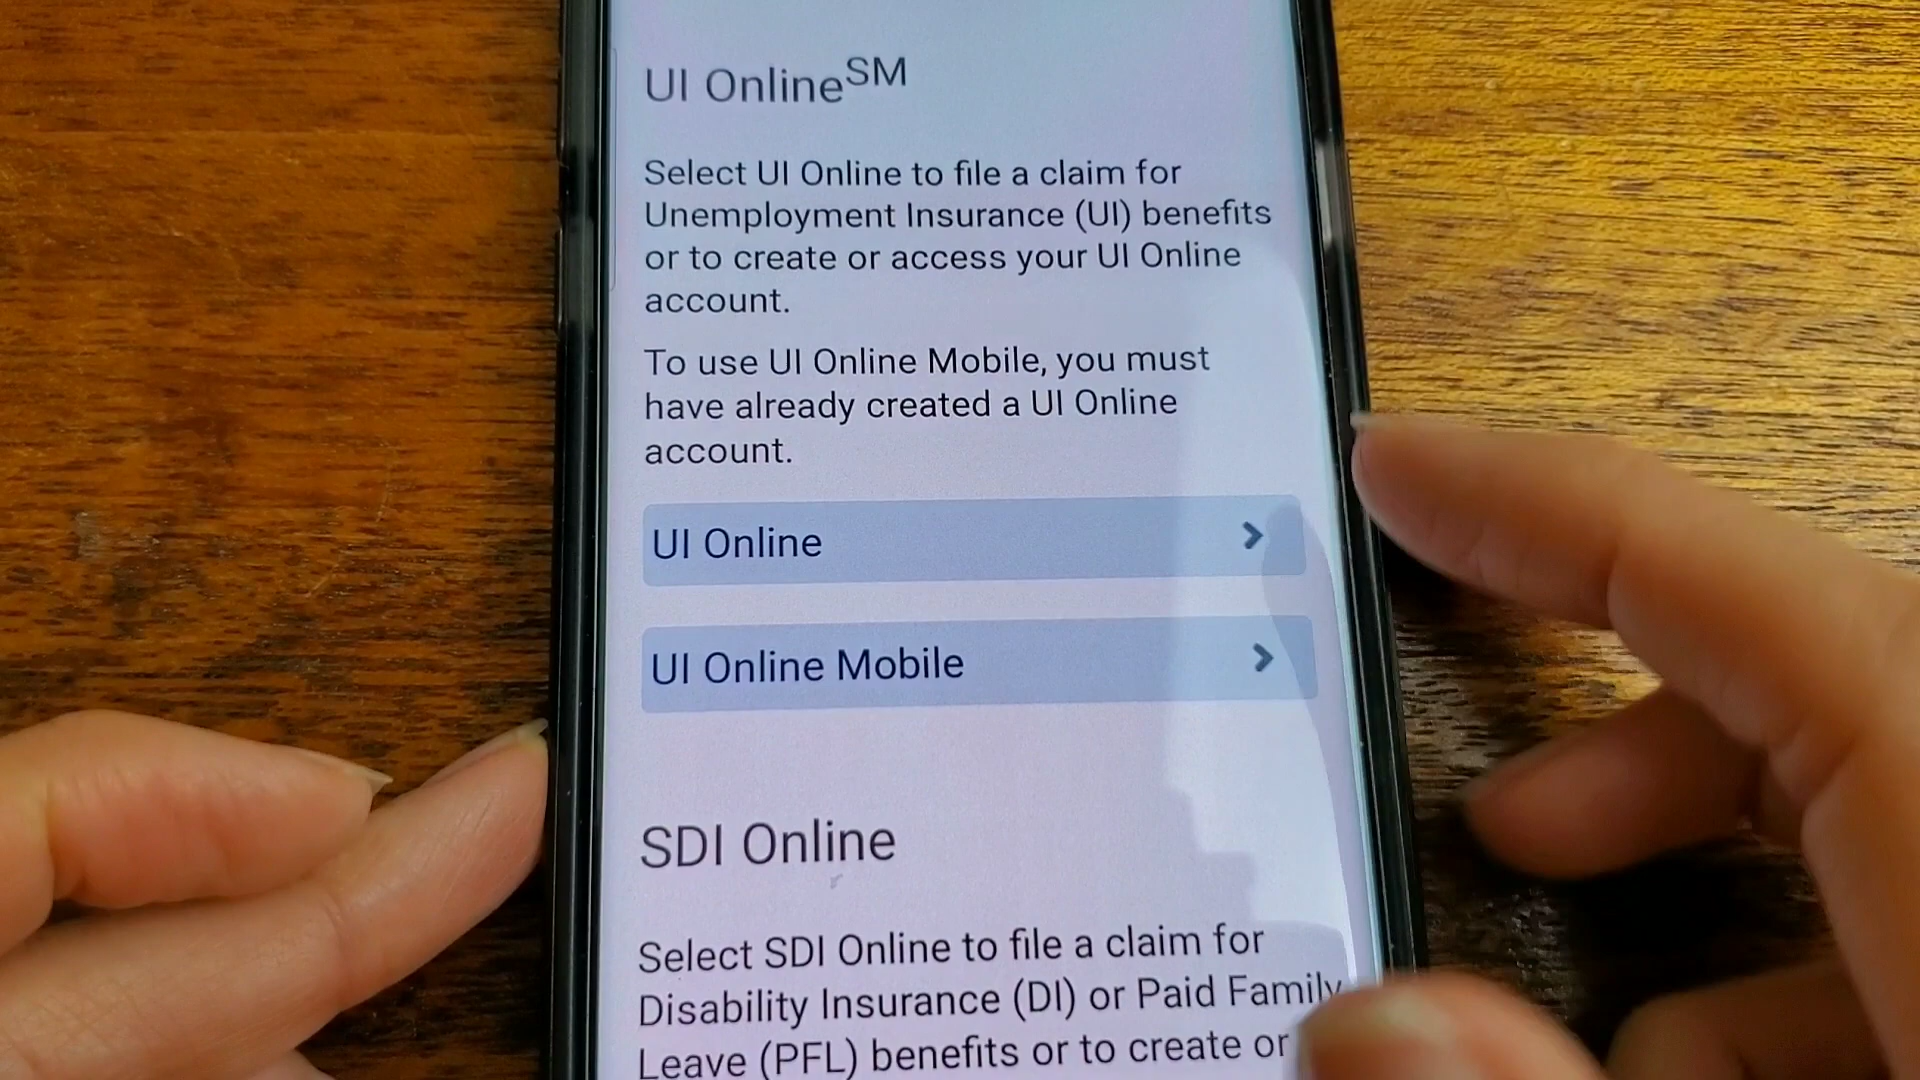 UI OnlineSM
Select UI Online to file a claim for
Unemployment Insurance (UI) benefits
or to create or access your UI Online
account.
To use UI Online Mobile, you must
have already created a UI Online
account.
UI Online
UI Online Mobile
SDI Online
Select SDI Online to file a claim for
Disability Insurance (DI) or Paid Family
Leave (PFL) benefits or to create or